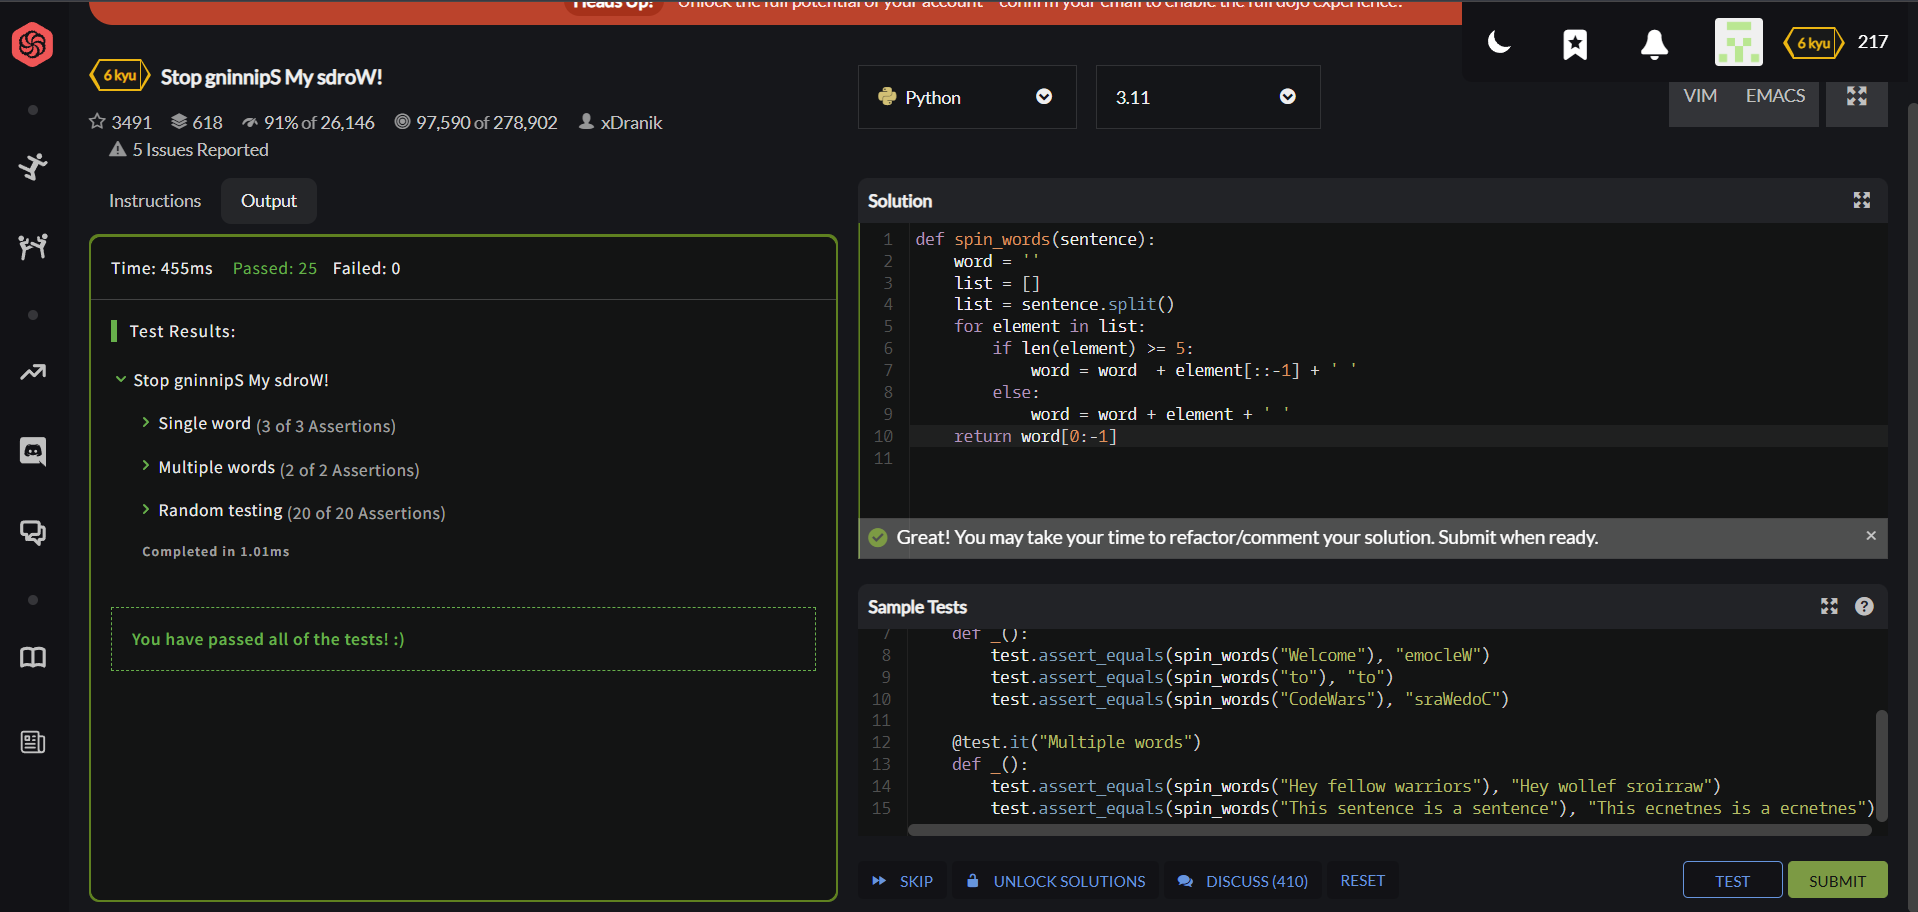 Heads Up! Unlock the full potential of your account - confirm your email to enable the full dojo experience.
6 kyu 217
6 kyu Stop gninnipS My sdroW!
3491 618 91% of 26,146 97,590 of 278,902 xDranik
5 Issues Reported
Python 3.11 VIM EMACS
Instructions Output
Time: 455ms Passed: 25 Failed: 0
Test Results:
Stop gninnipS My sdroW!
Single word (3 of 3 Assertions)
Multiple words (2 of 2 Assertions)
Random testing (20 of 20 Assertions)
Completed in 1.01ms
You have passed all of the tests! :)
Solution
1 def spin_words(sentence):
2     word = ''
3     list = []
4     list = sentence.split()
5     for element in list:
6         if len(element) >= 5:
7             word = word  + element[::-1] + ' '
8         else:
9             word = word + element + ' '
10     return word[0:-1]
11
Great! You may take your time to refactor/comment your solution. Submit when ready. ×
Sample Tests ?
7     def _():
8         test.assert_equals(spin_words("Welcome"), "emocleW")
9         test.assert_equals(spin_words("to"), "to")
10         test.assert_equals(spin_words("CodeWars"), "sraWedoC")
11
12     @test.it("Multiple words")
13     def _():
14         test.assert_equals(spin_words("Hey fellow warriors"), "Hey wollef sroirraw")
15         test.assert_equals(spin_words("This sentence is a sentence"), "This ecnetnes is a ecnetnes")
SKIP UNLOCK SOLUTIONS DISCUSS (410) RESET TEST SUBMIT